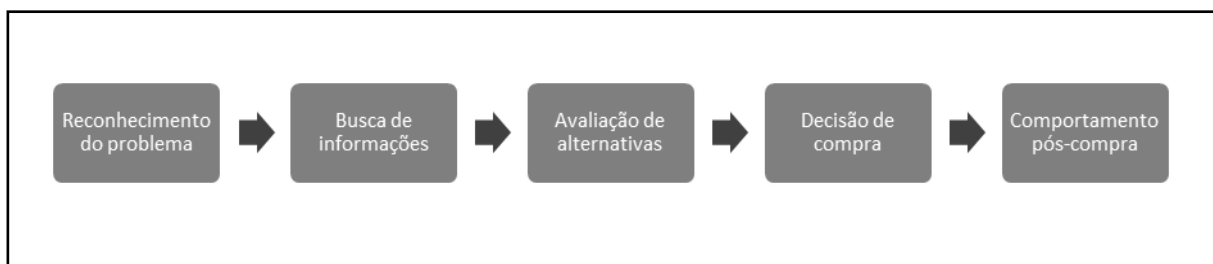 Reconhecimento
do problema
Busca de
informações
Avaliação de
alternativas
Decisão de
compra
Comportamento
pós-compra